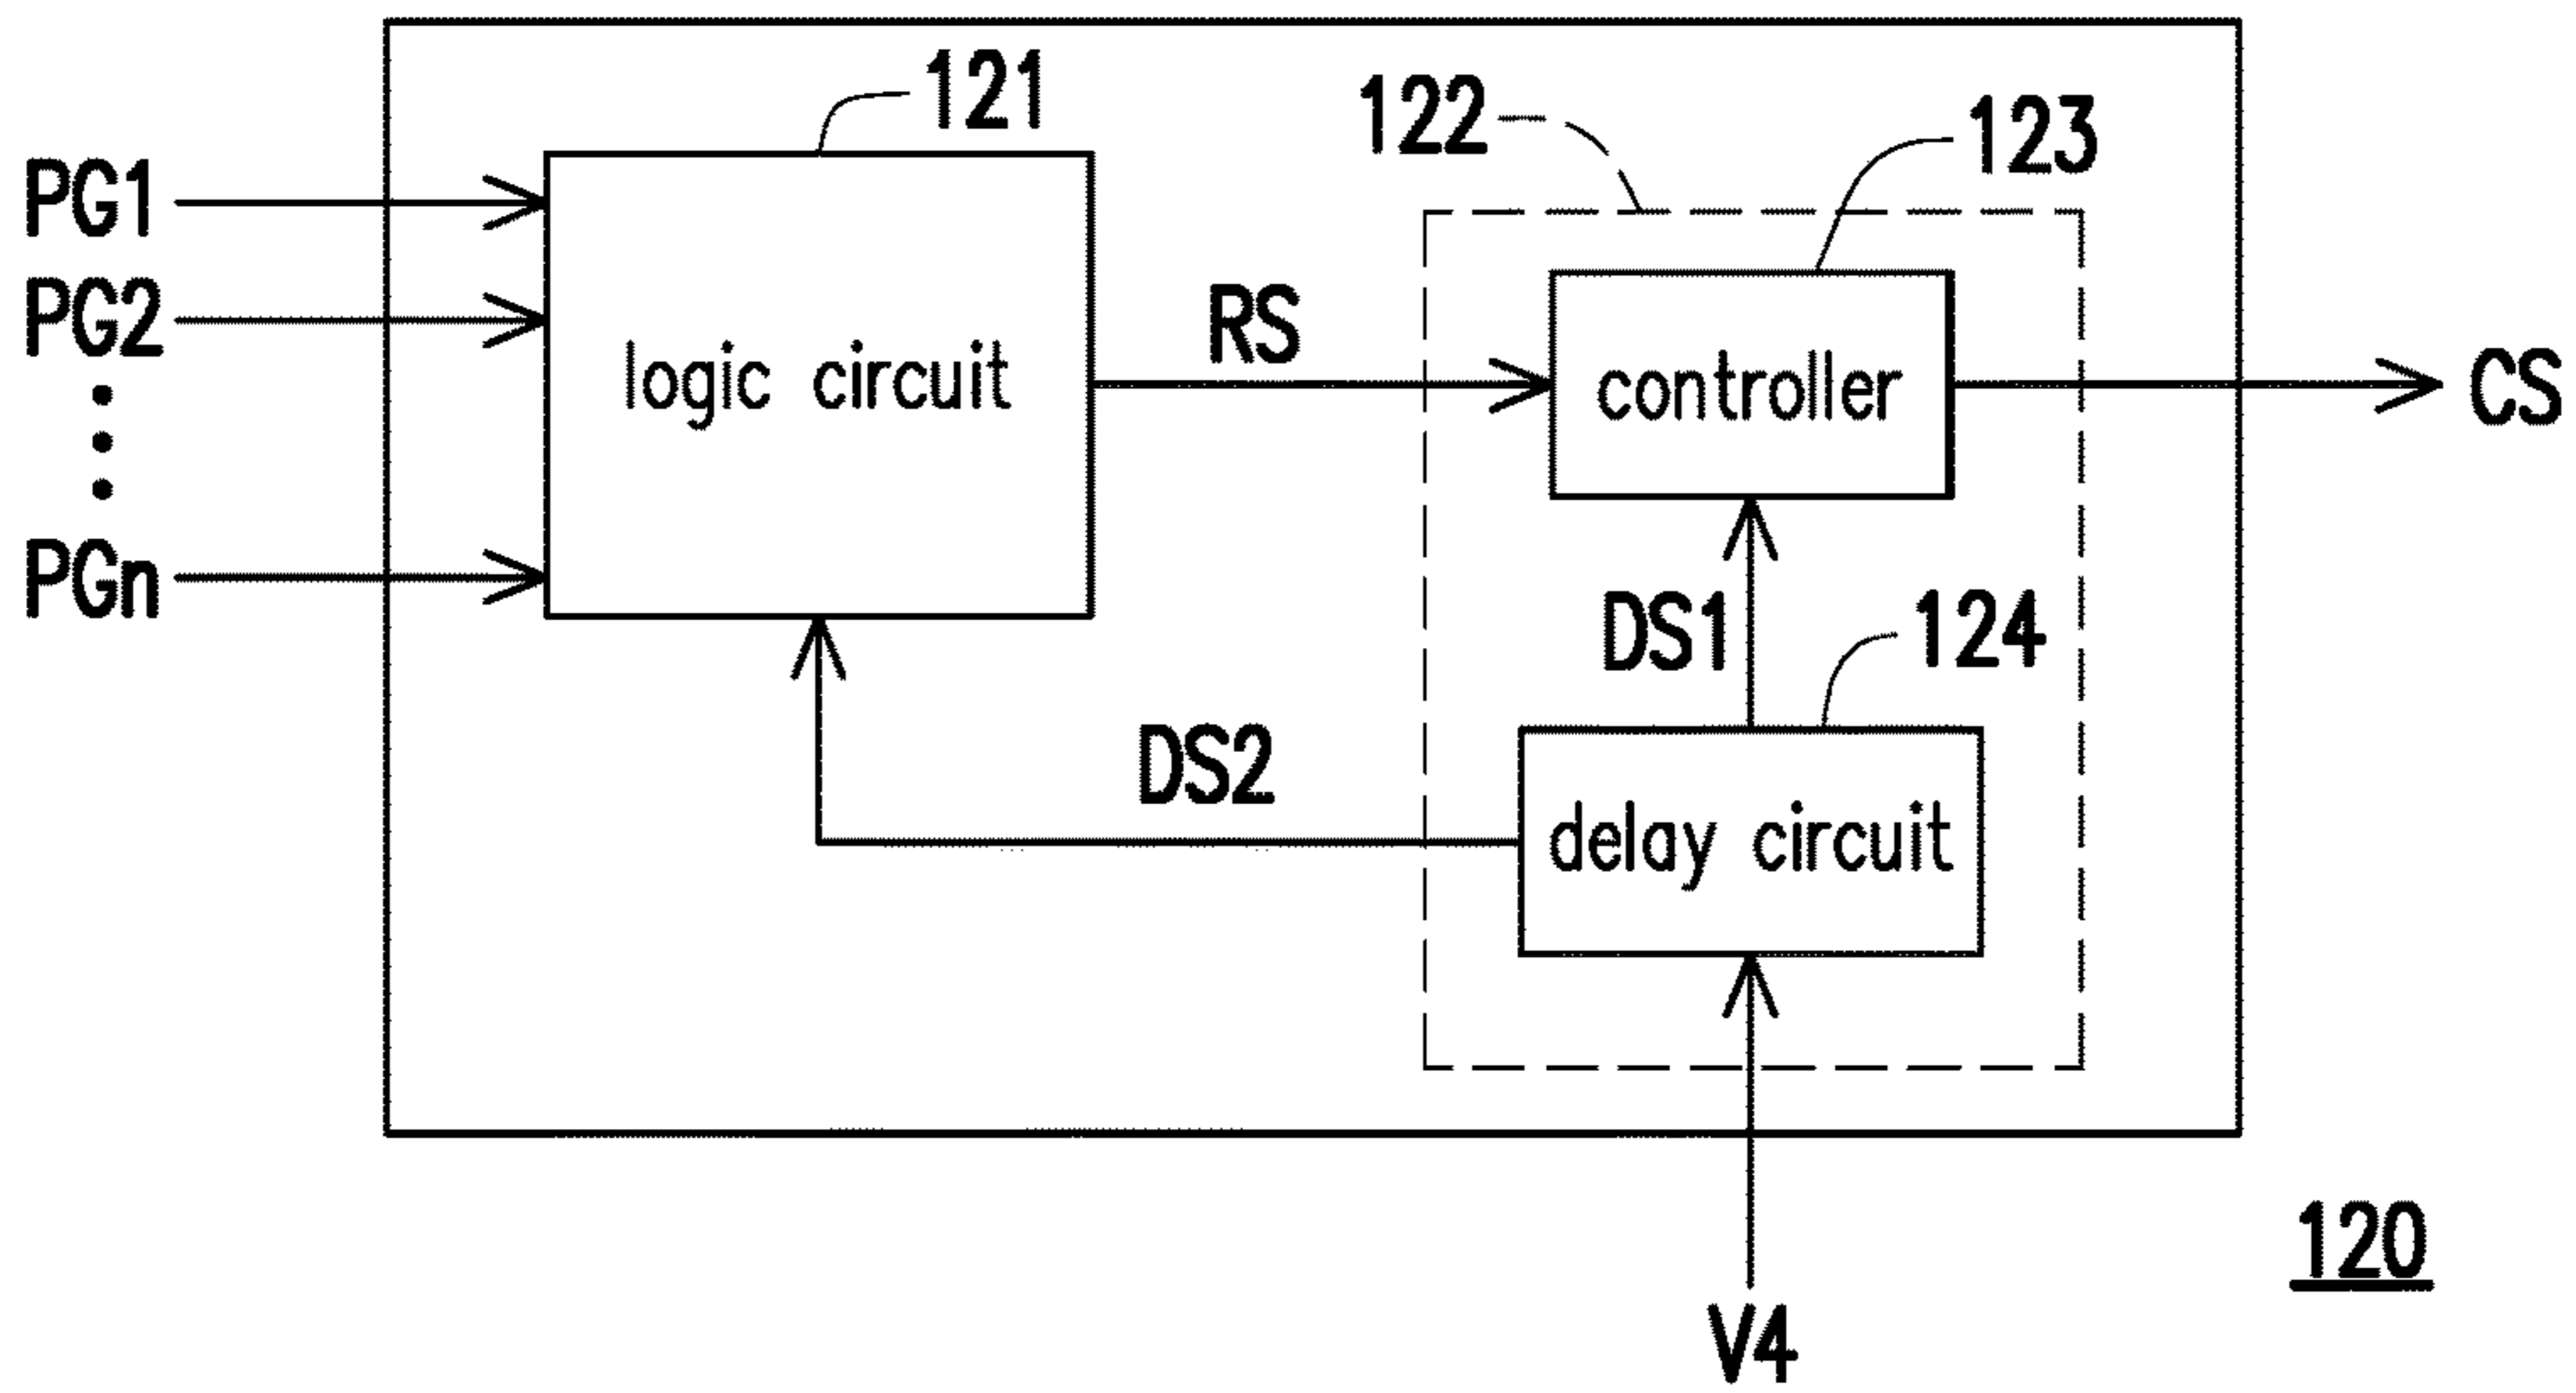 121
122
123
PG1
PG2
RS
logic circuit
controller
CS
PGn
DS1
124
DS2
delay circuit
120
V4